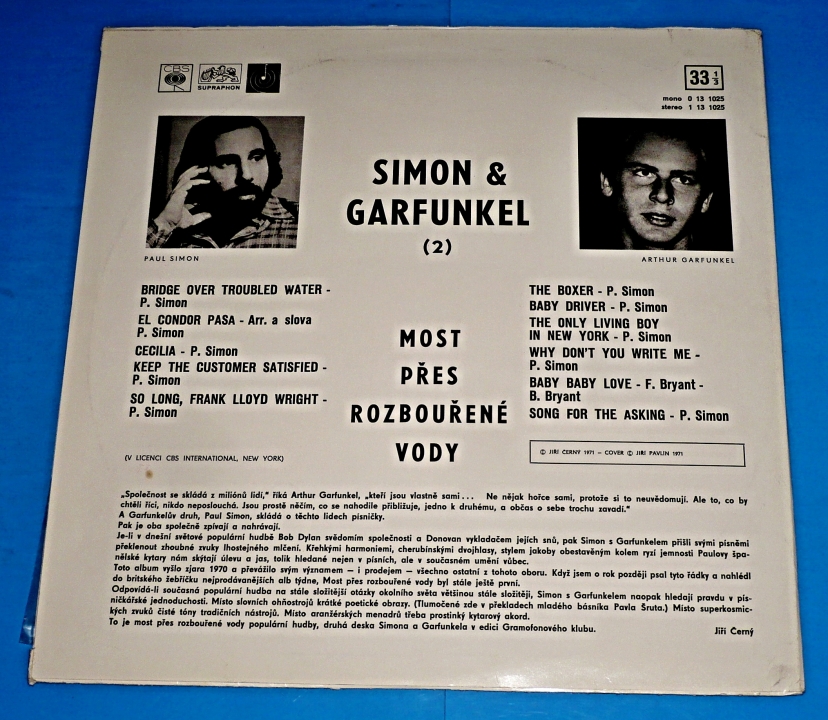 CBS
SUPRAPHON
33 1/3
mono 0 13 1025
stereo 1 13 1025
SIMON &
GARFUNKEL
(2)
PAUL SIMON
ARTHUR GARFUNKEL
BRIDGE OVER TROUBLED WATER -
P. Simon
EL CONDOR PASA - Arr. a slova
P. Simon
CECILIA - P. Simon
KEEP THE CUSTOMER SATISFIED -
P. Simon
SO LONG, FRANK LLOYD WRIGHT -
P. Simon
MOST
PŘES
ROZBOUŘENÉ
VODY
THE BOXER - P. Simon
BABY DRIVER - P. Simon
THE ONLY LIVING BOY
IN NEW YORK - P. Simon
WHY DON'T YOU WRITE ME -
P. Simon
BABY BABY LOVE - F. Bryant -
B. Bryant
SONG FOR THE ASKING - P. Simon
(V LICENCI CBS INTERNATIONAL, NEW YORK)
© JIŘÍ ČERNÝ 1971 – COVER © JIŘÍ PAVLIN 1971
„Společnost se skládá z miliónů lidí,“ říká Arthur Garfunkel, „kteří jsou vlastně sami... Ne nějak hořce sami, protože si to neuvědomují. Ale to, co by
chtěli říci, nikdo neposlouchá. Jsou prostě něčím, co se nahodile přibližuje, jedno k druhému, a občas o sebe trochu zavadí.“
A Garfunkelův druh, Paul Simon, skládá o těchto lidech písničky.
Pak je oba společně zpívají a nahrávají.
Je-li v dnešní světové populární hudbě Bob Dylan svědomím společnosti a Donovan vykladačem jejích snů, pak Simon s Garfunkelem přišli svými písněmi
překlenout zhoubné zvuky lhostejného mlčení. Křehkými harmoniemi, cherubínskými dvojhlasy, stylem jakoby obestavěným kolem ryzí jemnosti Paulovy špa-
nělské kytary nám skýtají úlevu a jas, tolik hledané nejen v písních, ale v současném umění vůbec.
Toto album vyšlo zjara 1970 a převážilo svým významem – i prodejem – všechno ostatní z tohoto oboru. Když jsem o rok později psal tyto řádky a nahlédl
do britského žebříčku nejprodávanějších alb týdne, Most přes rozbouřené vody byl stále ještě první.
Odpovídá-li současná populární hudba na stále složitější otázky okolního světa většinou stále složitěji, Simon s Garfunkelem naopak hledají pravdu v pís-
ničkářské jednoduchosti. Místo slovních ohňostrojů krátké poetické obrazy. (Tlumočené zde v překladech mladého básníka Pavla Šruta.) Místo superkosmic-
kých zvuků čisté tóny tradičních nástrojů. Místo aranžérských menadrů třeba prostinký kytarový akord.
To je most přes rozbouřené vody populární hudby, druhá deska Simona a Garfunkela v edici Gramofonového klubu.
Jiří Černý